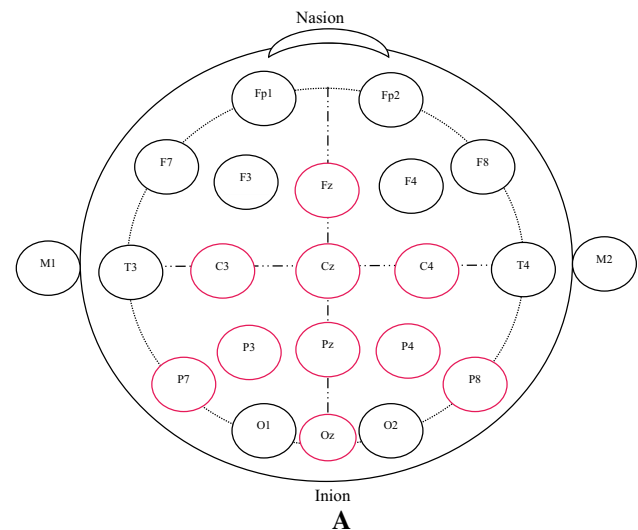 Nasion
Fp1 Fp2
F7 F3 Fz F4 F8
M1 T3 C3 Cz C4 T4 M2
P7 P3 Pz P4 P8
O1 Oz O2
Inion
A